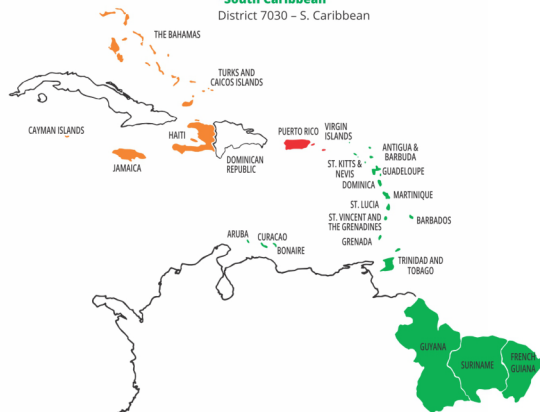 South Caribbean
District 7030 – S. Caribbean
THE BAHAMAS
TURKS AND
CAICOS ISLANDS
CAYMAN ISLANDS
HAITI
JAMAICA
DOMINICAN
REPUBLIC
PUERTO RICO
VIRGIN
ISLANDS
ANTIGUA &
BARBUDA
ST. KITTS &
NEVIS
GUADELOUPE
DOMINICA
MARTINIQUE
ST. LUCIA
ST. VINCENT AND
THE GRENADINES
BARBADOS
GRENADA
ARUBA
CURACAO
BONAIRE
TRINIDAD AND
TOBAGO
GUYANA
SURINAME
FRENCH
GUIANA